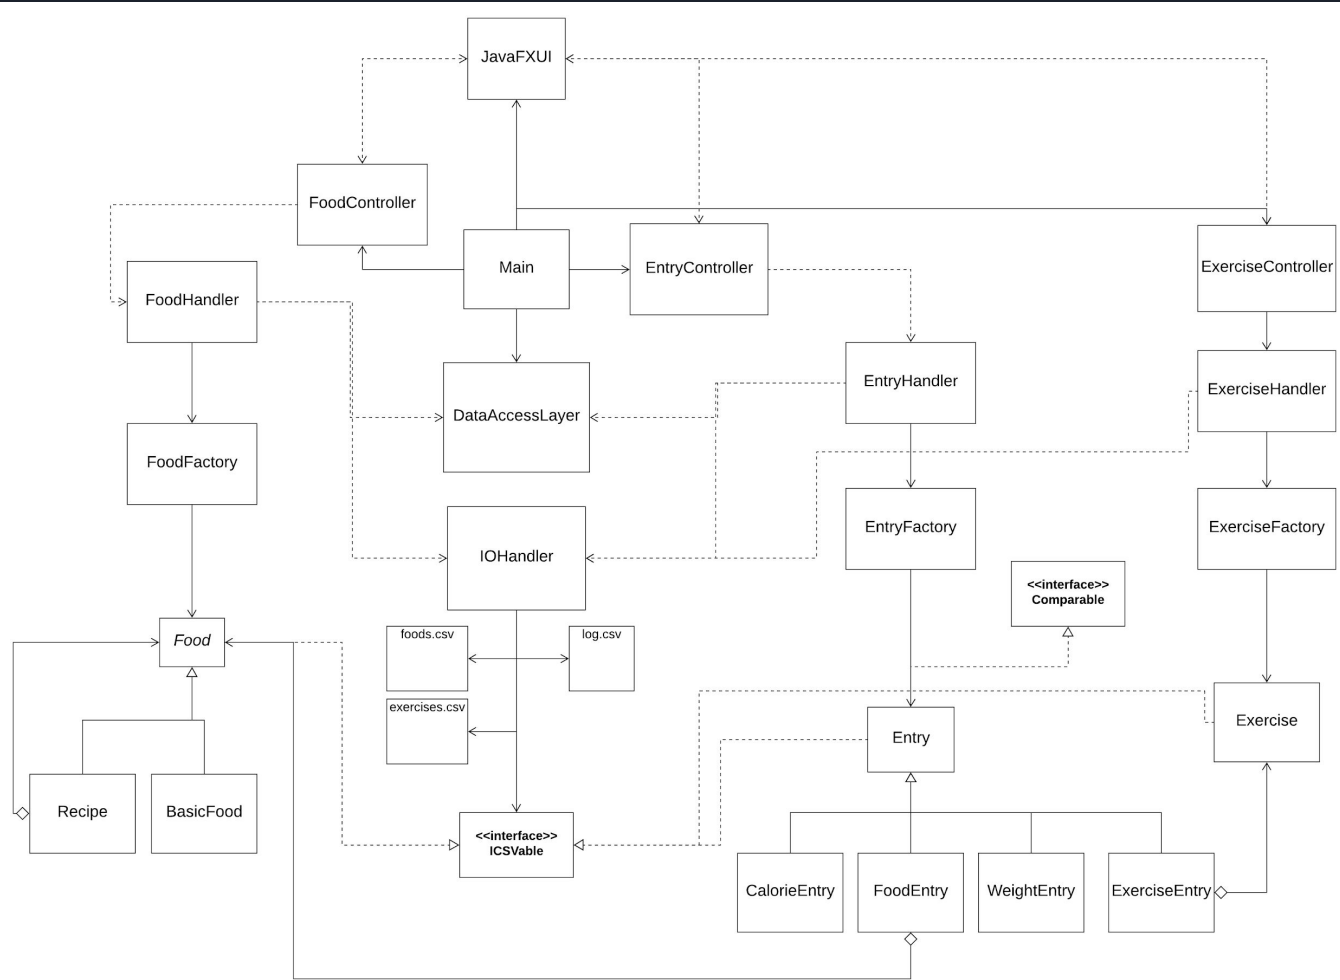 JavaFXUI
FoodController
Main
EntryController
ExerciseController
FoodHandler
EntryHandler
ExerciseHandler
DataAccessLayer
FoodFactory
EntryFactory
ExerciseFactory
IOHandler
<<interface>>
Comparable
Food
foods.csv
log.csv
exercises.csv
Exercise
Entry
Recipe
BasicFood
<<interface>>
ICSVable
CalorieEntry
FoodEntry
WeightEntry
ExerciseEntry